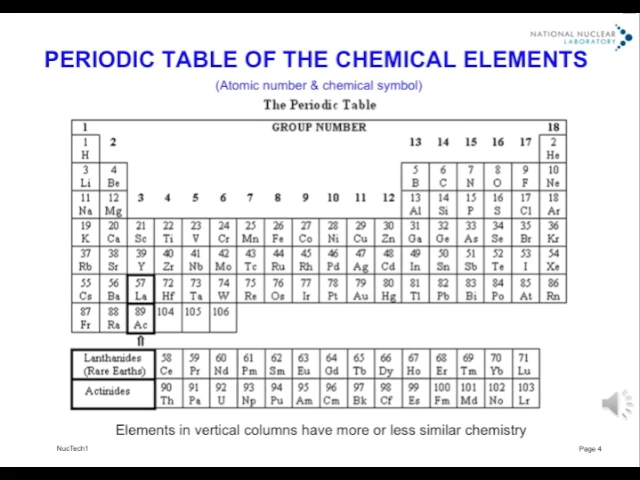 NATIONAL NUCLEAR
LABORATORY
PERIODIC TABLE OF THE CHEMICAL ELEMENTS
(Atomic number & chemical symbol)
The Periodic Table
1 GROUP NUMBER 18
1 2 13 14 15 16 17 2
H He
3 4 5 6 7 8 9 10
Li Be B C N O F Ne
11 12 3 4 5 6 7 8 9 10 11 12 13 14 15 16 17 18
Na Mg Al Si P S Cl Ar
19 20 21 22 23 24 25 26 27 28 29 30 31 32 33 34 35 36
K Ca Sc Ti V Cr Mn Fe Co Ni Cu Zn Ga Ge As Se Br Kr
37 38 39 40 41 42 43 44 45 46 47 48 49 50 51 52 53 54
Rb Sr Y Zr Nb Mo Tc Ru Rh Pd Ag Cd In Sn Sb Te I Xe
55 56 57 72 73 74 75 76 77 78 79 80 81 82 83 84 85 86
Cs Ba La Hf Ta W Re Os Ir Pt Au Hg Tl Pb Bi Po At Rn
87 88 89 104 105 106
Fr Ra Ac
Lanthanides 58 59 60 61 62 63 64 65 66 67 68 69 70 71
(Rare Earths) Ce Pr Nd Pm Sm Eu Gd Tb Dy Ho Er Tm Yb Lu
Actinides 90 91 92 93 94 95 96 97 98 99 100 101 102 103
Th Pa U Np Pu Am Cm Bk Cf Es Fm Md No Lr
Elements in vertical columns have more or less similar chemistry
NucTech1 Page 4